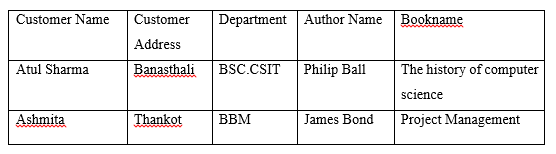 Customer Name Customer Address Department Author Name Bookname
Atul Sharma Banasthali BSC.CSIT Philip Ball The history of computer science
Ashmita Thankot BBM James Bond Project Management